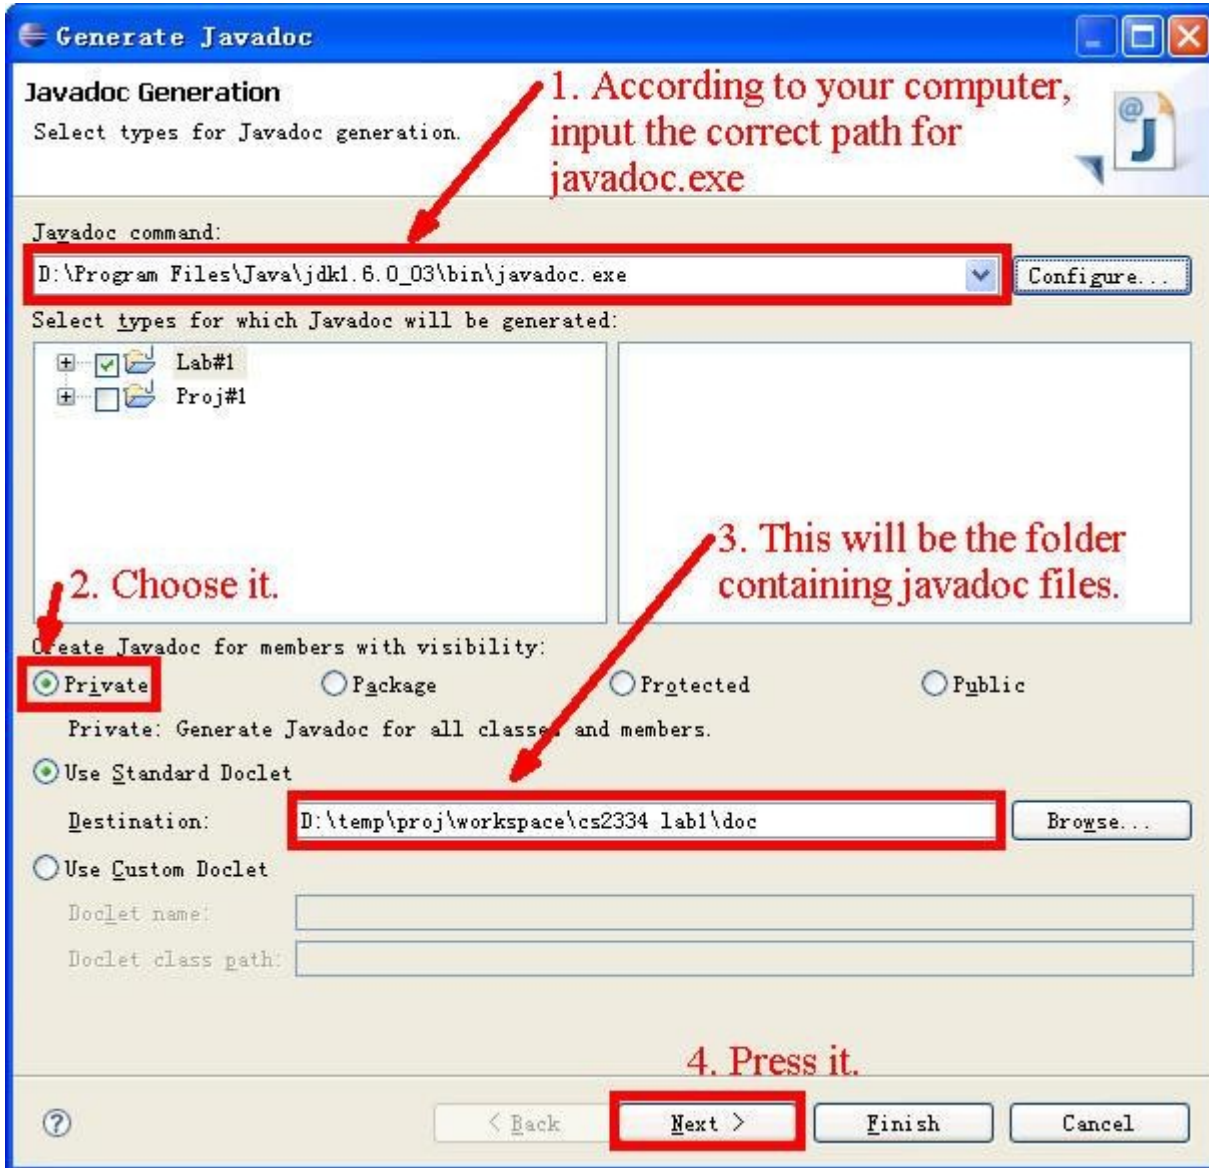 Generate Javadoc
Javadoc Generation
Select types for Javadoc generation.
1. According to your computer,
input the correct path for
javadoc.exe
@
J
Javadoc command:
D:\Program Files\Java\jdk1.6.0_03\bin\javadoc.exe
Configure...
Select types for which Javadoc will be generated:
Lab#1
Proj#1
3. This will be the folder
containing javadoc files.
2. Choose it.
Create Javadoc for members with visibility:
Private Package Protected Public
Private: Generate Javadoc for all classes and members.
Use Standard Doclet
Destination: D:\temp\proj\workspace\cs2334 lab1\doc Browse...
Use Custom Doclet
Doclet name:
Doclet class path:
4. Press it.
? < Back Next > Finish Cancel